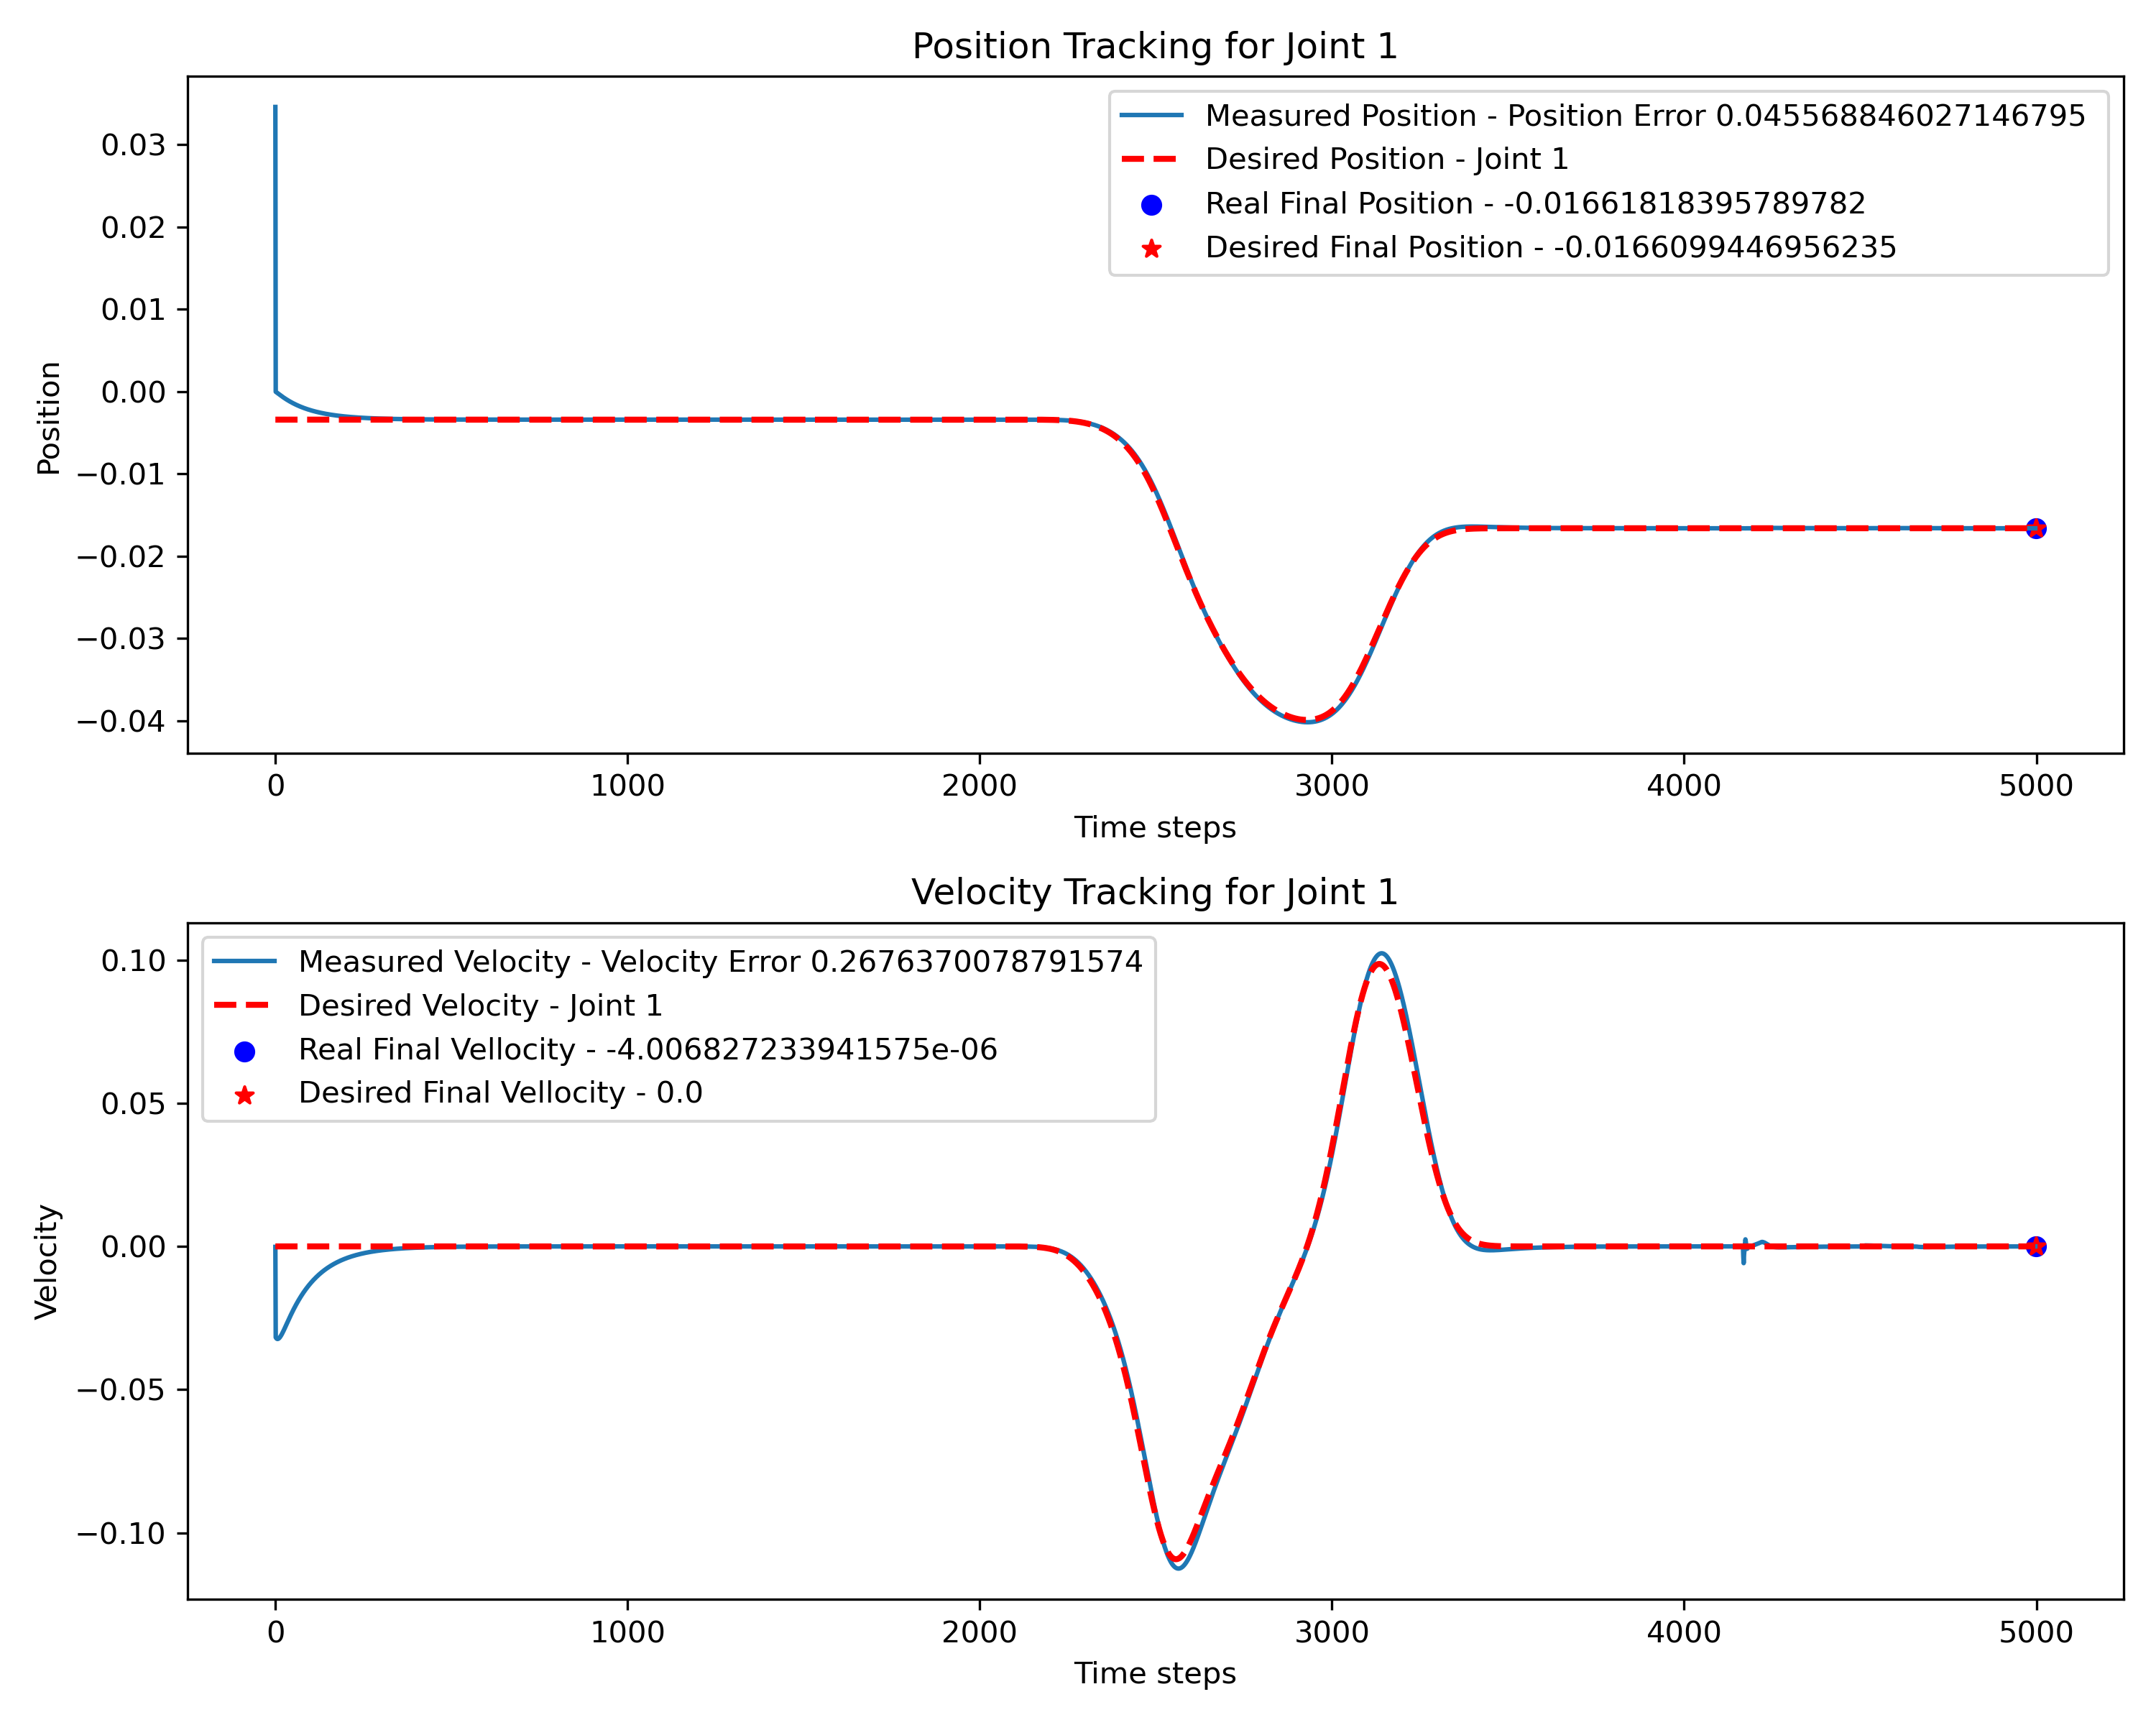 Position Tracking for Joint 1
Measured Position - Position Error 0.045568846027146795
Desired Position - Joint 1
Real Final Position - -0.01661818395789782
Desired Final Position - -0.0166099446956235
0.03
0.02
0.01
0.00
−0.01
−0.02
−0.03
−0.04
Position
0 1000 2000 3000 4000 5000
Time steps
Velocity Tracking for Joint 1
Measured Velocity - Velocity Error 0.2676370078791574
Desired Velocity - Joint 1
Real Final Vellocity - -4.006827233941575e-06
Desired Final Vellocity - 0.0
0.10
0.05
0.00
−0.05
−0.10
Velocity
0 1000 2000 3000 4000 5000
Time steps